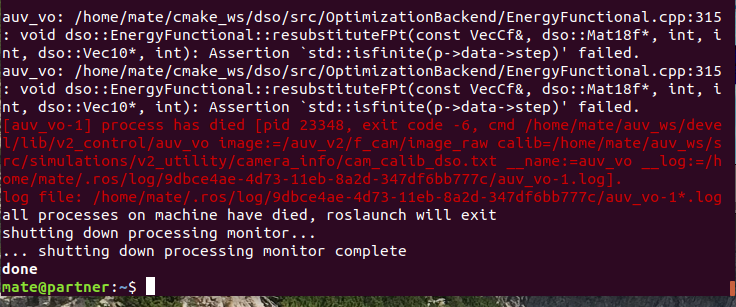 auv_vo: /home/mate/cmake_ws/dso/src/OptimizationBackend/EnergyFunctional.cpp:315
: void dso::EnergyFunctional::resubstituteFPt(const VecCf&, dso::Mat18f*, int, i
nt, dso::Vec10*, int): Assertion `std::isfinite(p->data->step)' failed.
auv_vo: /home/mate/cmake_ws/dso/src/OptimizationBackend/EnergyFunctional.cpp:315
: void dso::EnergyFunctional::resubstituteFPt(const VecCf&, dso::Mat18f*, int, i
nt, dso::Vec10*, int): Assertion `std::isfinite(p->data->step)' failed.
[auv_vo-1] process has died [pid 23348, exit code -6, cmd /home/mate/auv_ws/deve
l/lib/v2_control/auv_vo image:=/auv_v2/f_cam/image_raw calib=/home/mate/auv_ws/s
rc/simulations/v2_utility/camera_info/cam_calib_dso.txt __name:=auv_vo __log:=/h
ome/mate/.ros/log/9dbce4ae-4d73-11eb-8a2d-347df6bb777c/auv_vo-1.log].
log file: /home/mate/.ros/log/9dbce4ae-4d73-11eb-8a2d-347df6bb777c/auv_vo-1*.log
all processes on machine have died, roslaunch will exit
shutting down processing monitor...
... shutting down processing monitor complete
done
mate@partner:~$